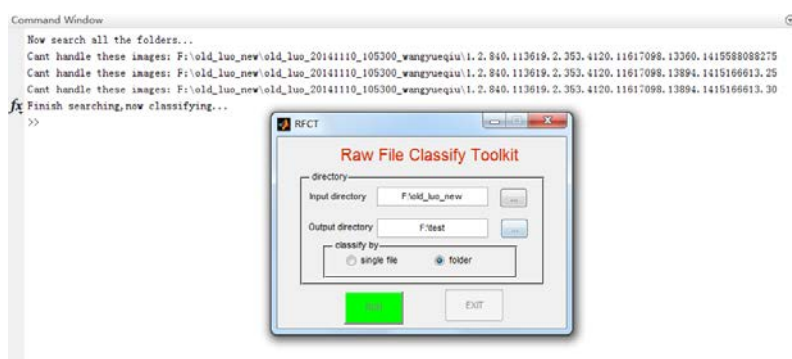 Command Window
Now search all the folders...
Cant handle these images: F:\old_luo_new\old_luo_20141110_105300_wangyueqiu\1.2.840.113619.2.353.4120.11617098.13360.1415588088275
Cant handle these images: F:\old_luo_new\old_luo_20141110_105300_wangyueqiu\1.2.840.113619.2.353.4120.11617098.13894.1415166613.25
Cant handle these images: F:\old_luo_new\old_luo_20141110_105300_wangyueqiu\1.2.840.113619.2.353.4120.11617098.13894.1415166613.30
fx Finish searching,now classifying...
>>
RFCT
Raw File Classify Toolkit
directory
Input directory F:\old_luo_new ...
Output directory F:\test ...
classify by
single file folder
EXIT